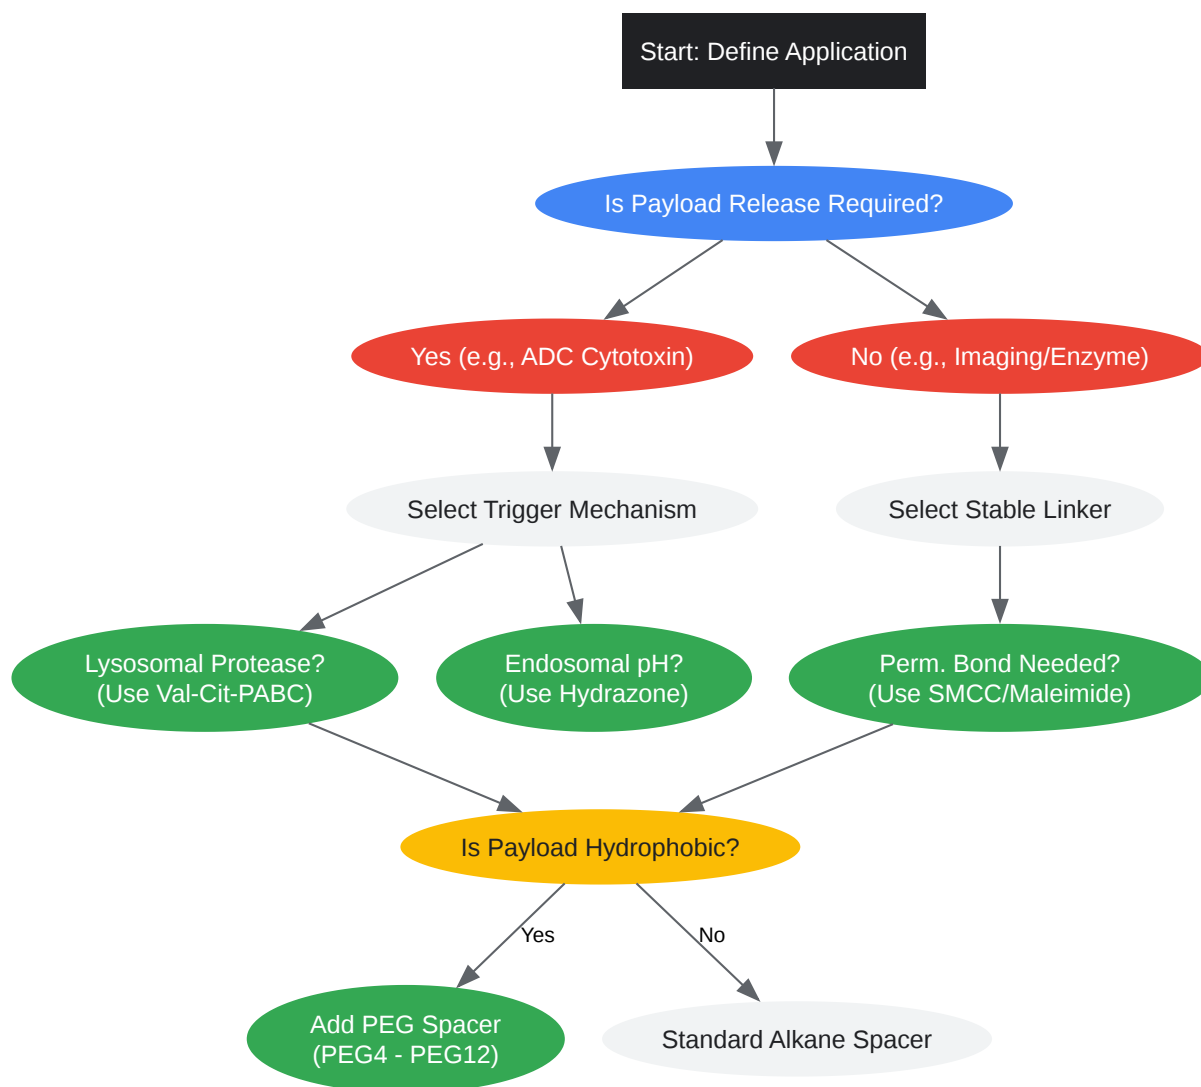 Start: Define Application
Is Payload Release Required?
Yes (e.g., ADC Cytotoxin)
No (e.g., Imaging/Enzyme)
Select Trigger Mechanism
Select Stable Linker
Lysosomal Protease?
(Use Val-Cit-PABC)
Endosomal pH?
(Use Hydrazone)
Perm. Bond Needed?
(Use SMCC/Maleimide)
Is Payload Hydrophobic?
Yes
No
Add PEG Spacer
(PEG4 - PEG12)
Standard Alkane Spacer